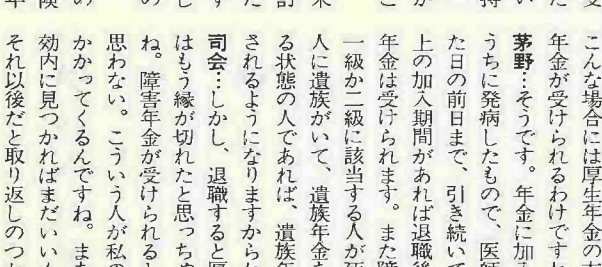 こんな場合には厚生年金の
年金が受けられるわけです
茅野…そうです。年金に加
うちに発病したもので、医師
た日の前日まで、引き続いて
上の加入期間があれば退職後
年金は受けられます。また障
一級か二級に該当する人が死
人に遺族がいて、遺族年金を
る状態の人であれば、遺族年
されるようになりますから
司会…しかし、退職すると厚
はもう縁が切れたと思っちゃ
ね。障害年金が受けられると
思わない。こういう人が私の
かかってくるんですね。また
効内に見つかればまだいい
それ以後だと取り返しのつ